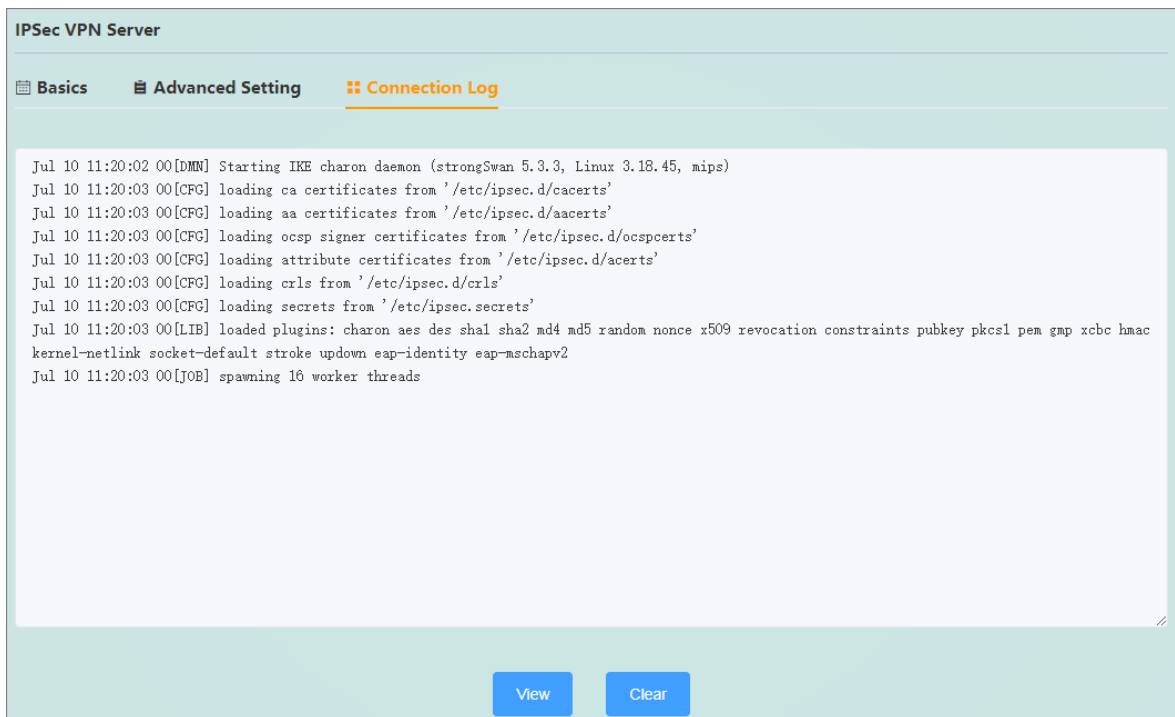 IPSec VPN Server
Basics
Advanced Setting
Connection Log
Jul 10 11:20:02 00[DMN] Starting IKE charon daemon (strongSwan 5.3.3, Linux 3.18.45, mips)
Jul 10 11:20:03 00[CFG] loading ca certificates from '/etc/ipsec.d/cacerts'
Jul 10 11:20:03 00[CFG] loading aa certificates from '/etc/ipsec.d/aacerts'
Jul 10 11:20:03 00[CFG] loading ocsp signer certificates from '/etc/ipsec.d/ocspcerts'
Jul 10 11:20:03 00[CFG] loading attribute certificates from '/etc/ipsec.d/acerts'
Jul 10 11:20:03 00[CFG] loading crls from '/etc/ipsec.d/crls'
Jul 10 11:20:03 00[CFG] loading secrets from '/etc/ipsec.secrets'
Jul 10 11:20:03 00[LIB] loaded plugins: charon aes des sha1 sha2 md4 md5 random nonce x509 revocation constraints pubkey pkcs1 pem gmp xcbc hmac
kernel-netlink socket-default stroke updown eap-identity eap-mschapv2
Jul 10 11:20:03 00[JOB] spawning 16 worker threads
View
Clear